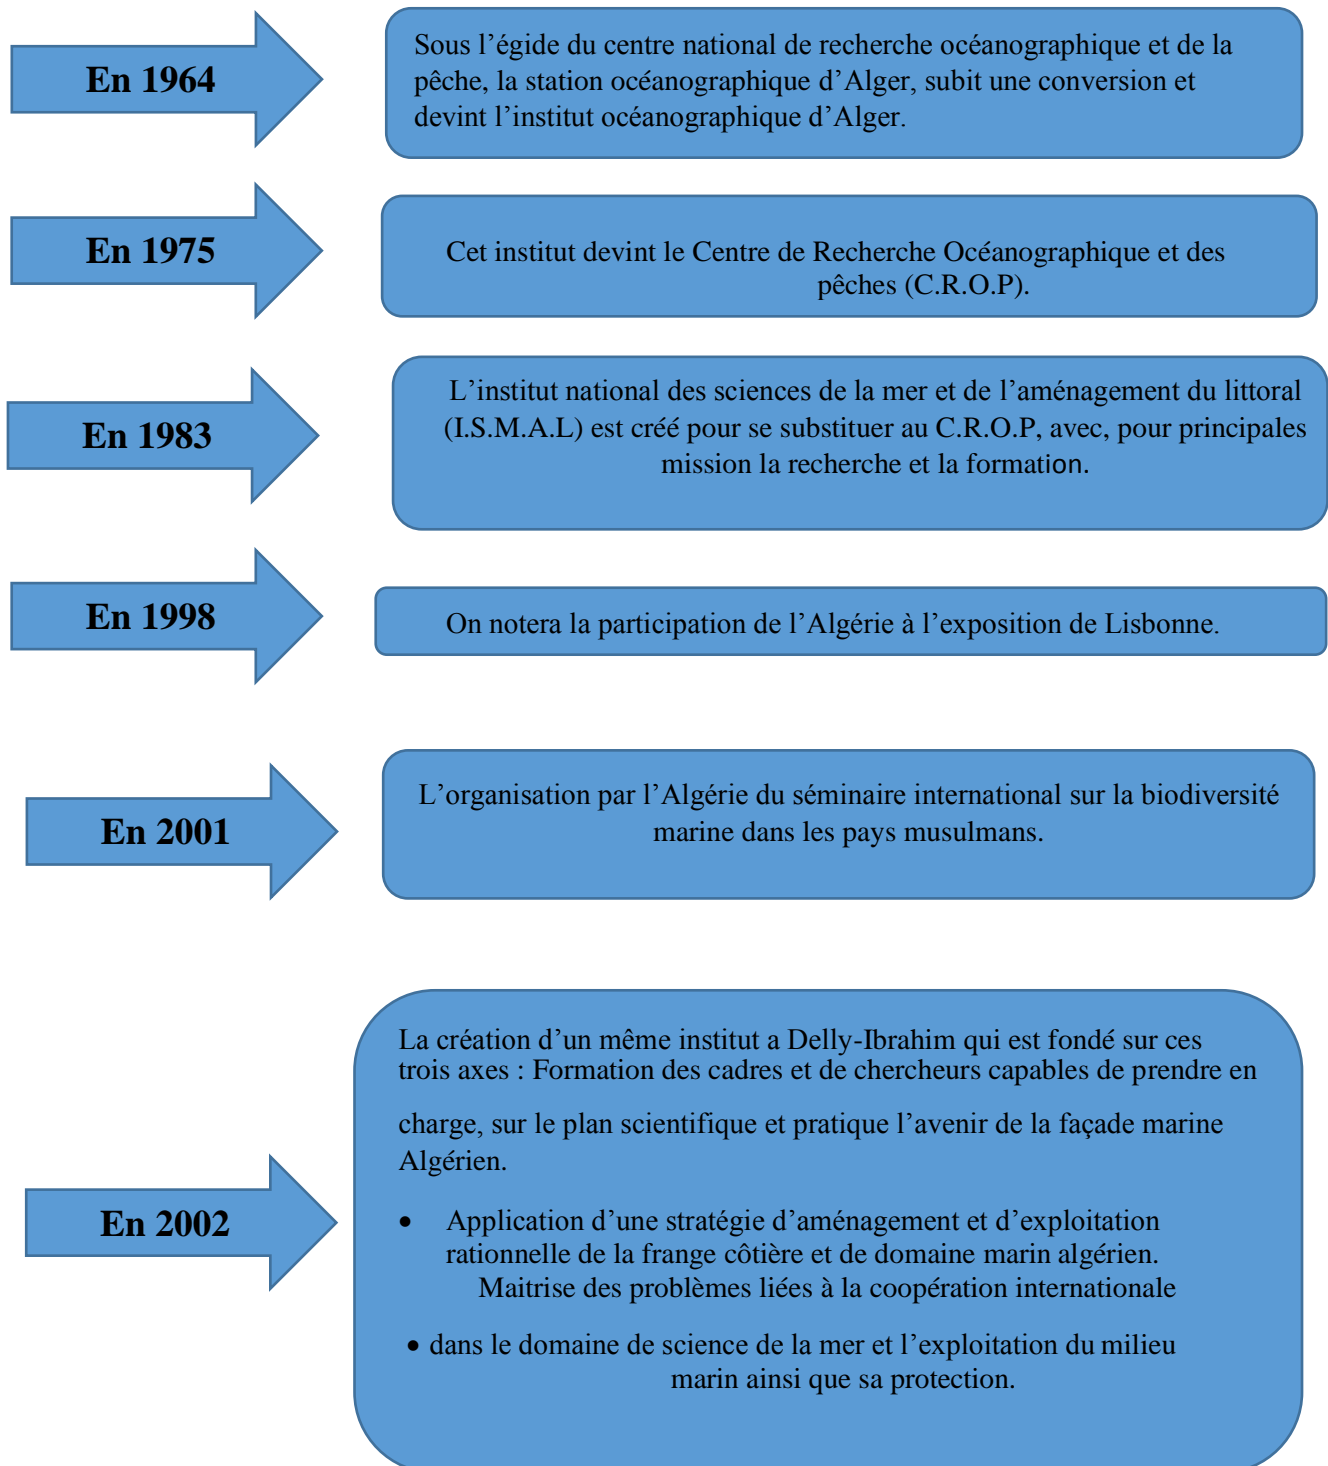 En 1964
Sous l’égide du centre national de recherche océanographique et de la
pêche, la station océanographique d’Alger, subit une conversion et
devint l’institut océanographique d’Alger.
En 1975
Cet institut devint le Centre de Recherche Océanographique et des
pêches (C.R.O.P).
En 1983
L’institut national des sciences de la mer et de l’aménagement du littoral
(I.S.M.A.L) est créé pour se substituer au C.R.O.P, avec, pour principales
mission la recherche et la formation.
En 1998
On notera la participation de l’Algérie à l’exposition de Lisbonne.
En 2001
L’organisation par l’Algérie du séminaire international sur la biodiversité
marine dans les pays musulmans.
En 2002
La création d’un même institut a Delly-Ibrahim qui est fondé sur ces
trois axes : Formation des cadres et de chercheurs capables de prendre en
charge, sur le plan scientifique et pratique l’avenir de la façade marine
Algérien.
• Application d’une stratégie d’aménagement et d’exploitation
rationnelle de la frange côtière et de domaine marin algérien.
Maitrise des problèmes liées à la coopération internationale
• dans le domaine de science de la mer et l’exploitation du milieu
marin ainsi que sa protection.